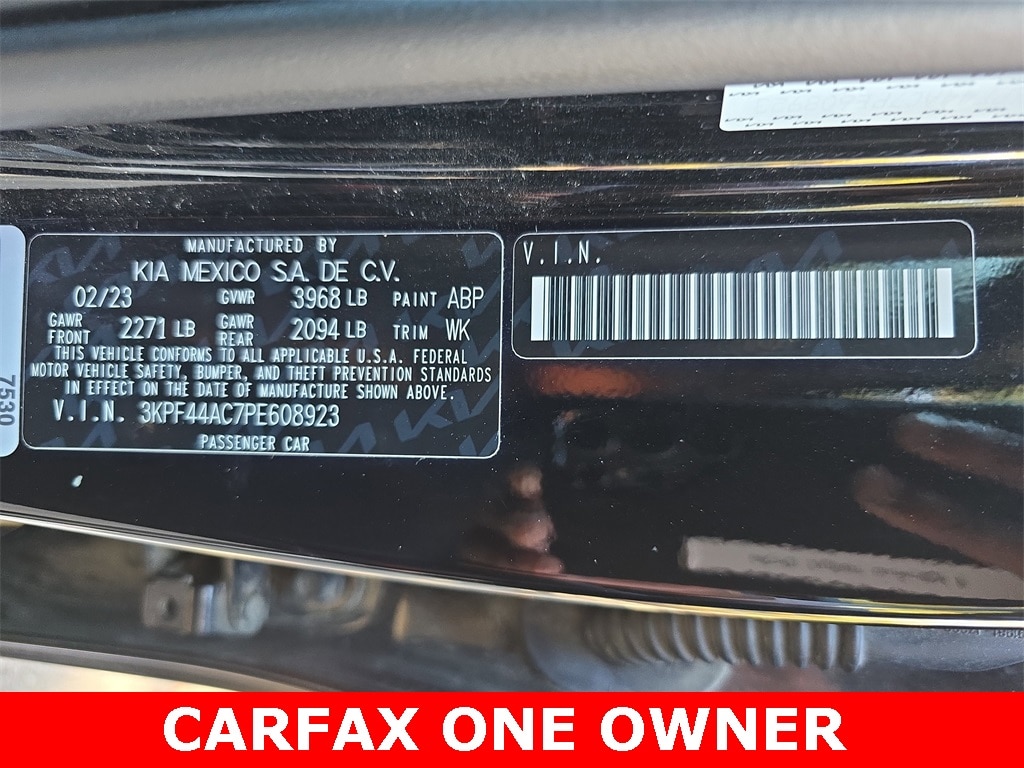 MANUFACTURED BY
KIA MEXICO S.A. DE C.V.
02/23 GVWR 3968 LB PAINT ABP
GAWR FRONT 2271 LB GAWR REAR 2094 LB TRIM WK
THIS VEHICLE CONFORMS TO ALL APPLICABLE U.S.A. FEDERAL
MOTOR VEHICLE SAFETY, BUMPER, AND THEFT PREVENTION STANDARDS
IN EFFECT ON THE DATE OF MANUFACTURE SHOWN ABOVE.
V.I.N. 3KPF44AC7PE608923
PASSENGER CAR
V.I.N.
7530
CARFAX ONE OWNER